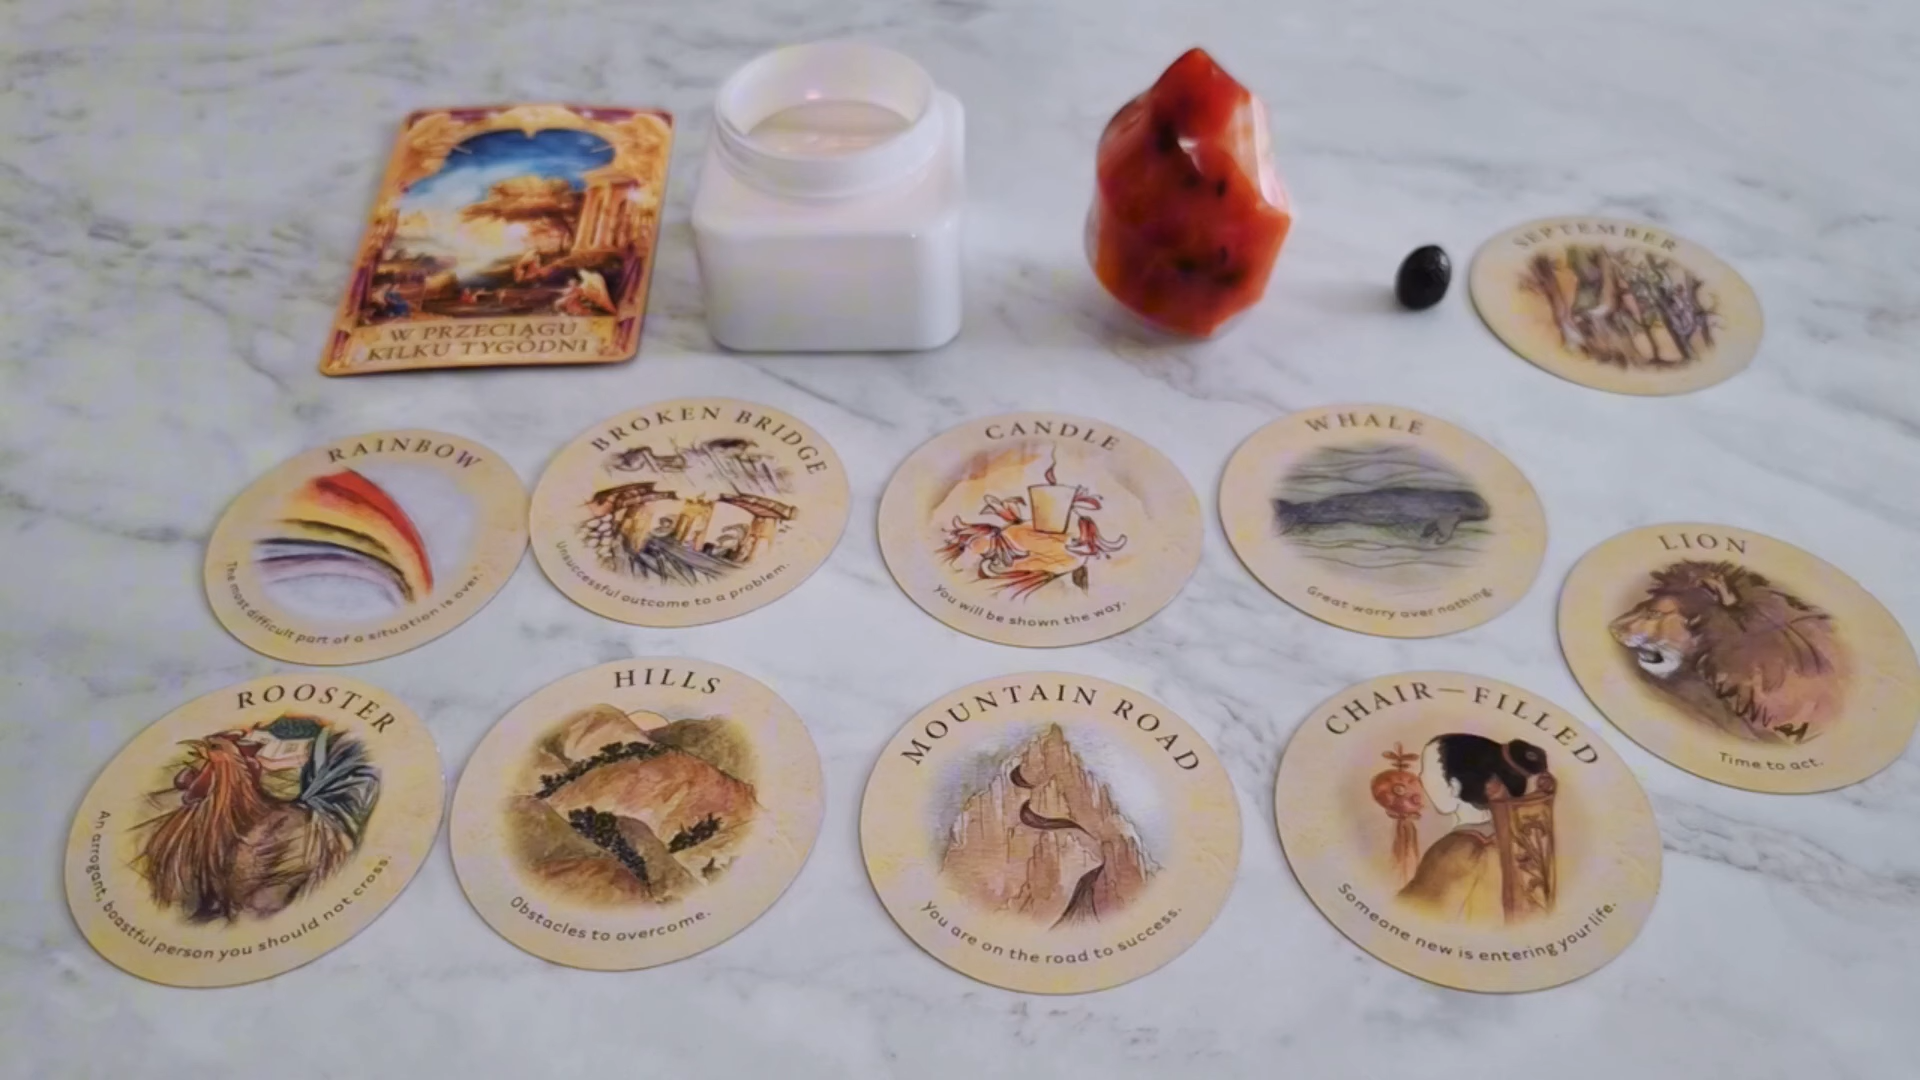 W PRZECIĄGU
KILKU TYGODNI
SEPTEMBER
RAINBOW
The most difficult part of a situation is over.
BROKEN BRIDGE
Unsuccessful outcome to a problem.
CANDLE
You will be shown the way.
WHALE
Great worry over nothing.
LION
Time to act.
ROOSTER
An arrogant, boastful person you should not cross.
HILLS
Obstacles to overcome.
MOUNTAIN ROAD
You are on the road to success.
CHAIR—FILLED
Someone new is entering your life.